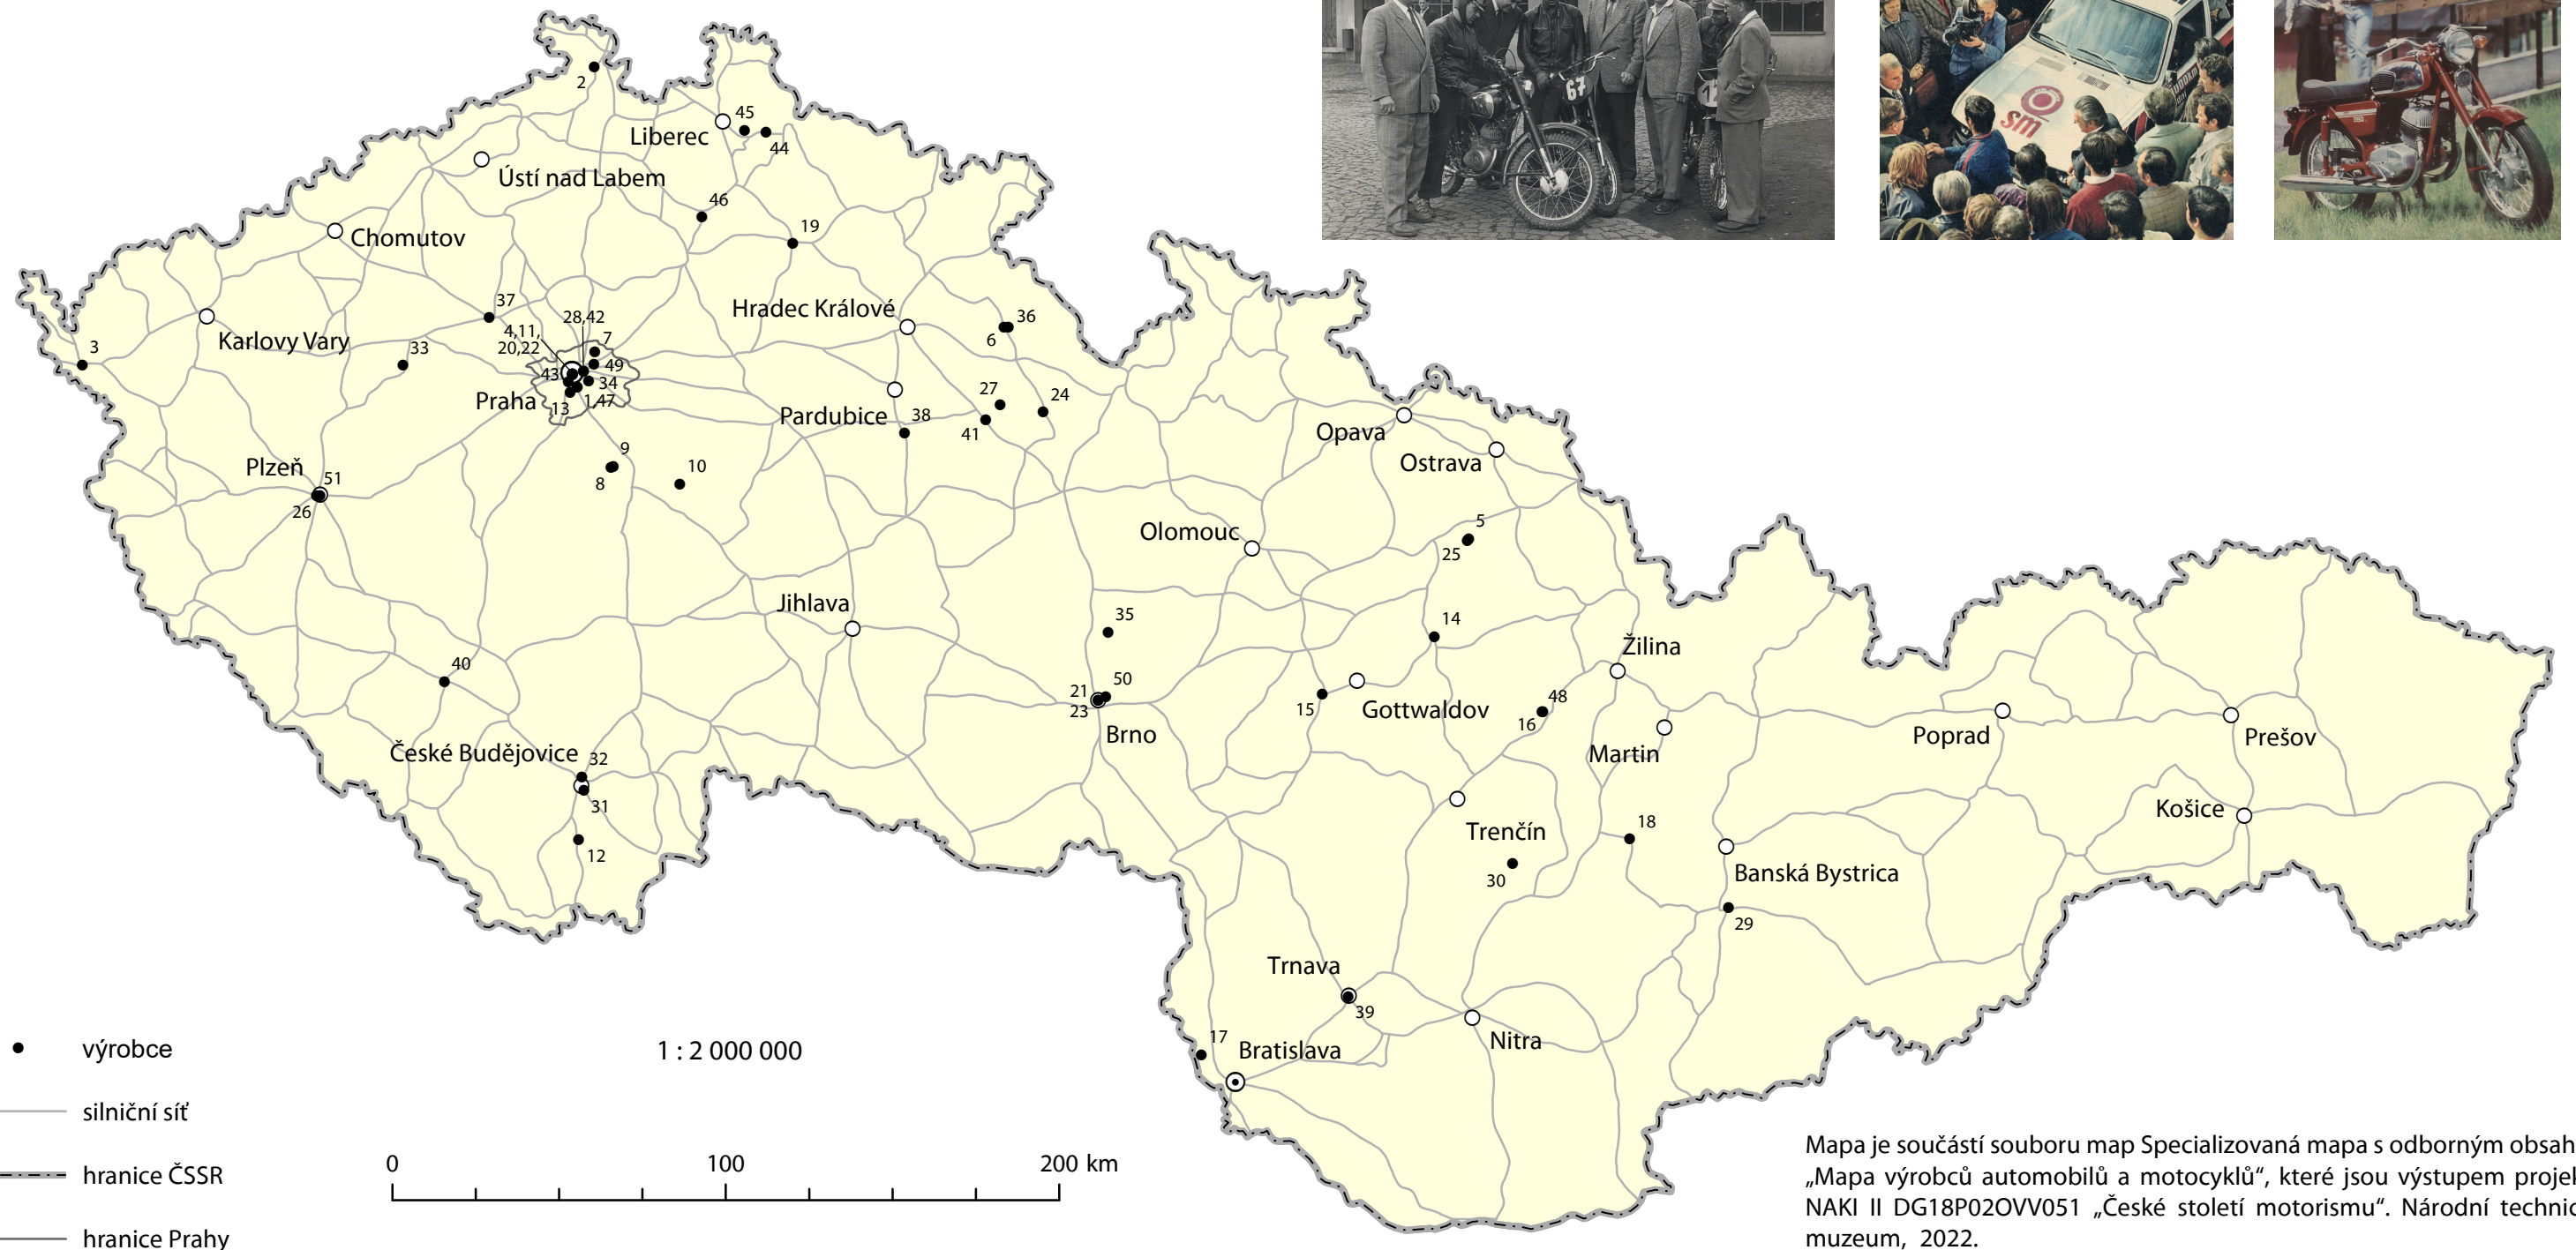 67
sm
2
45
Liberec
44
Ústí nad Labem
46
Chomutov
19
37
28,42
Hradec Králové
36
4,11,
7
6
20,22
Karlovy Vary
3
33
49
43
34
27
24
Praha
1,47
13
Pardubice
38
41
Opava
9
Plzeň
10
Ostrava
51
8
26
5
Olomouc
25
Jihlava
35
14
Žilina
40
50
21
48
23
15
Gottwaldov
16
Brno
Poprad
Prešov
České Budějovice
32
Martin
31
Košice
18
Trenčín
12
30
Banská Bystrica
29
Trnava
39
17
Bratislava
Nitra
výrobce
1 : 2 000 000
silniční síť
0 100 200 km
hranice ČSSR
hranice Prahy
Mapa je součástí souboru map Specializovaná mapa s odborným obsah
„Mapa výrobců automobilů a motocyklů“, které jsou výstupem projek
NAKI II DG18P02OVV051 „České století motorismu“. Národní technic
muzeum, 2022.